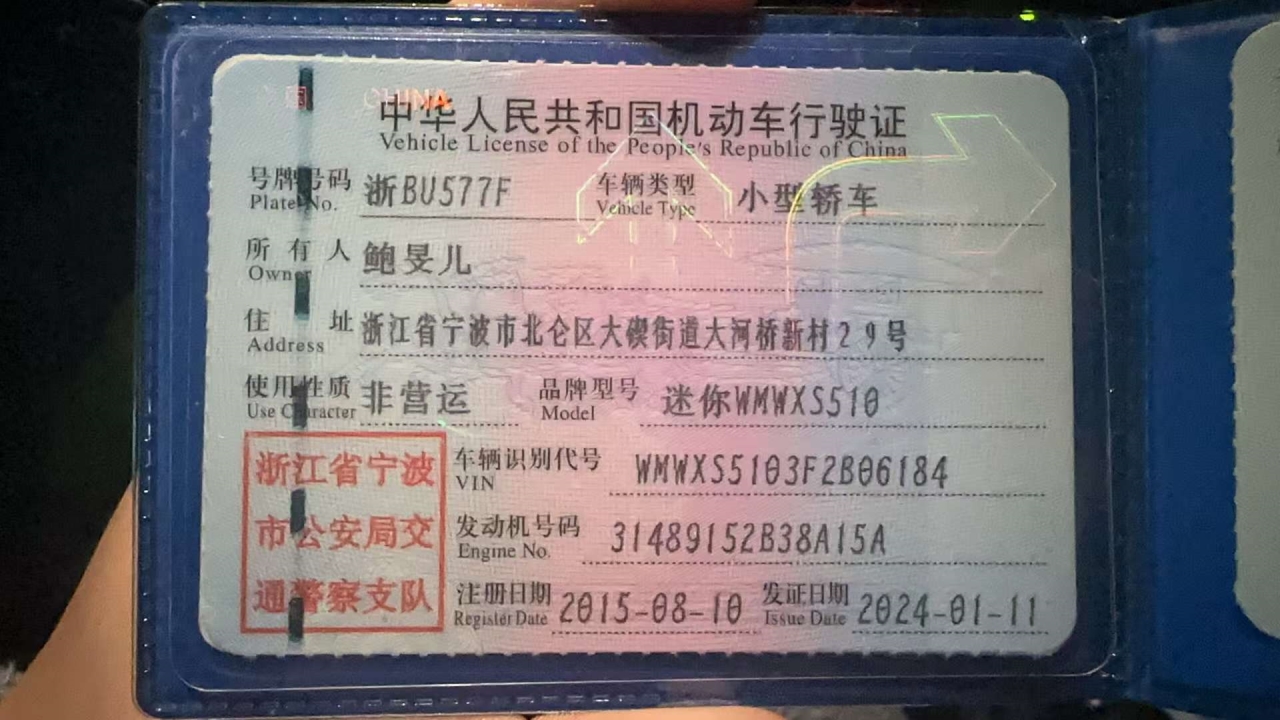 中华人民共和国机动车行驶证
Vehicle License of the People's Republic of China
号牌号码 浙BU577F 车辆类型 小型轿车
Plate No. Vehicle Type
所有人 鲍旻儿
Owner
住址 浙江省宁波市北仑区大碶街道大河桥新村29号
Address
使用性质 非营运 品牌型号 迷你WMWXS510
Use Character Model
浙江省宁波
市公安局交
通警察支队
车辆识别代号 WMWXS5103F2B06184
VIN
发动机号码 31489152B38A15A
Engine No.
注册日期 2015-08-10 发证日期 2024-01-11
Register Date Issue Date
CHINA